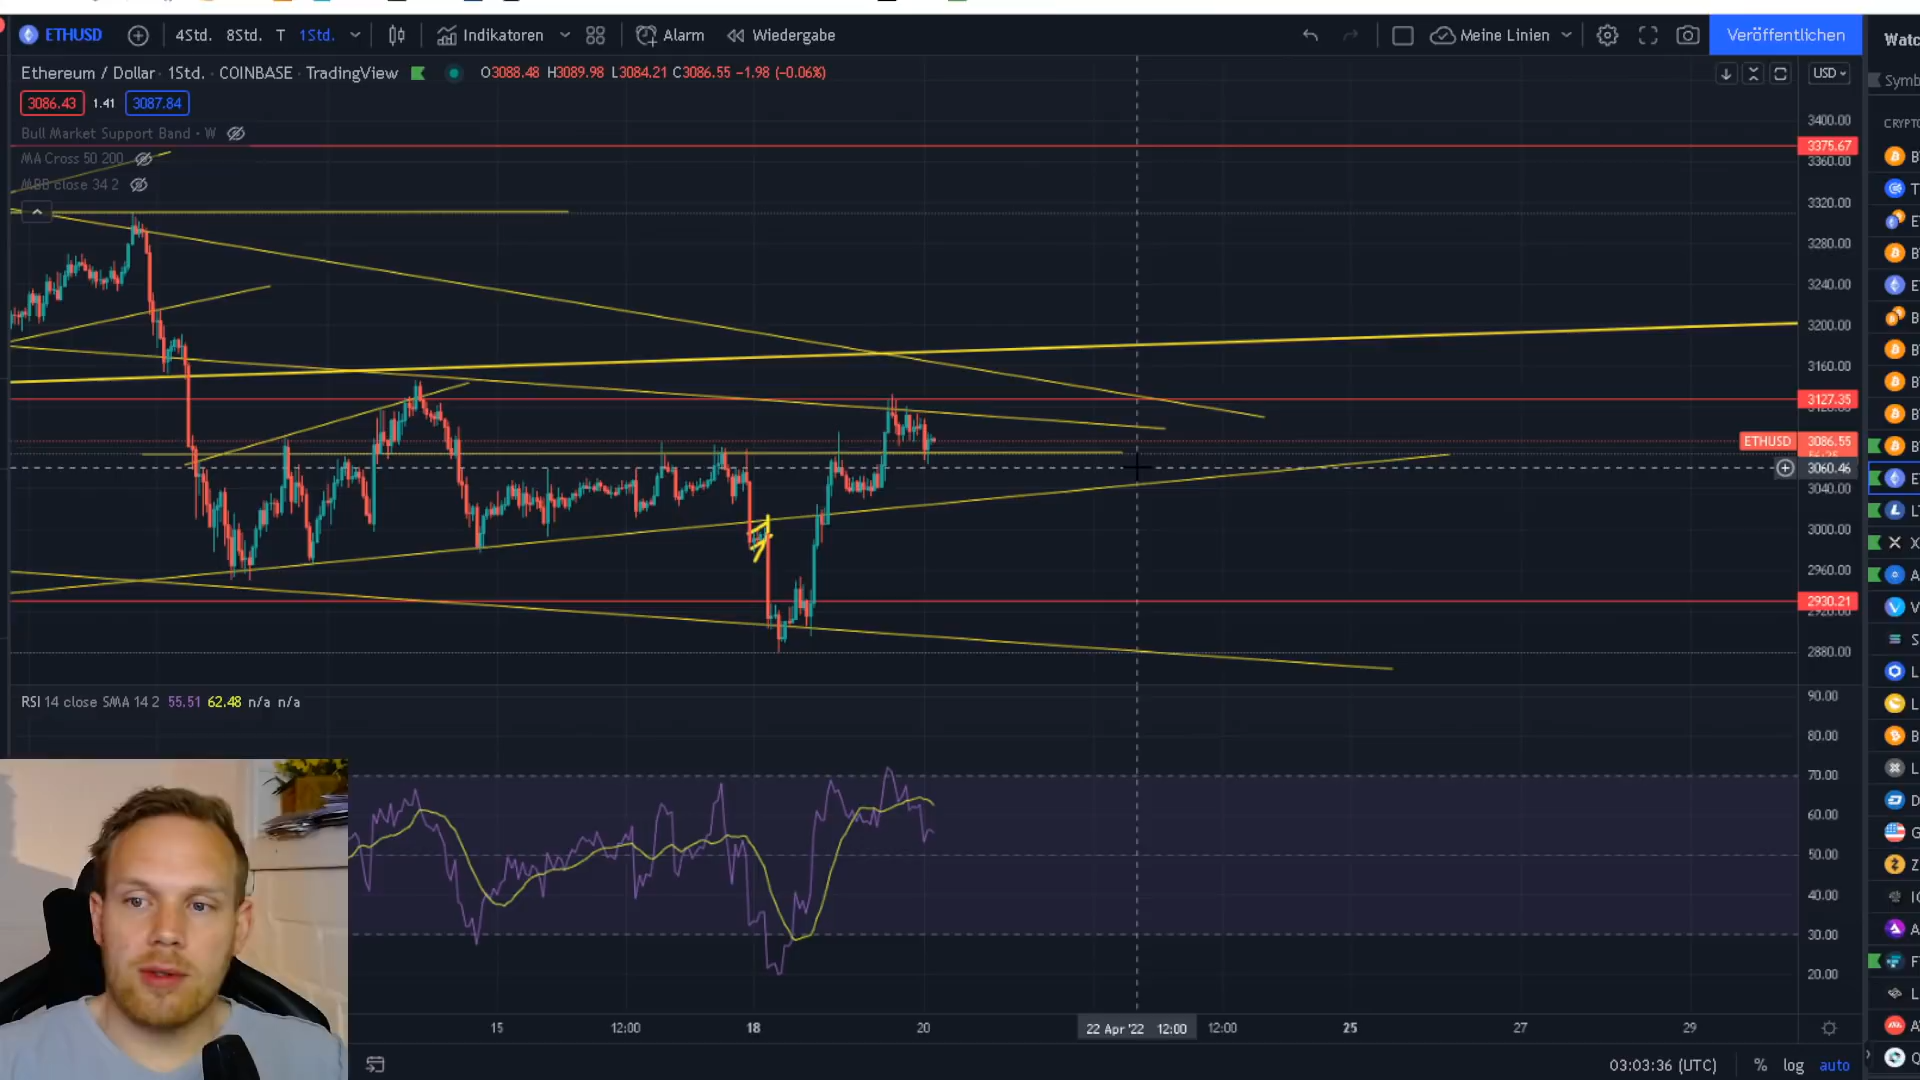 ETHUSD 4Std. 8Std. T 1Std. Indikatoren Alarm Wiedergabe Meine Linien Veröffentlichen Watc
Ethereum / Dollar · 1Std. · COINBASE · TradingView O3088.48 H3089.98 L3084.21 C3086.55 −1.98 (−0.06%) USD Symb
3086.43 1.41 3087.84
Bull Market Support Band · W
MA Cross 50 200
MBB close 34 2
CRYPTO
3400.00
3375.67
3360.00
3320.00
3280.00
3240.00
3200.00
3160.00
3127.35
ETHUSD 3086.55
3060.46
3040.00
3000.00
2960.00
2930.21
2920.00
2880.00
RSI 14 close SMA 14 2 55.51 62.48 n/a n/a
90.00
80.00
70.00
60.00
50.00
40.00
30.00
20.00
15 12:00 18 20 22 Apr '22 12:00 12:00 25 27 29
03:03:36 (UTC) % log auto